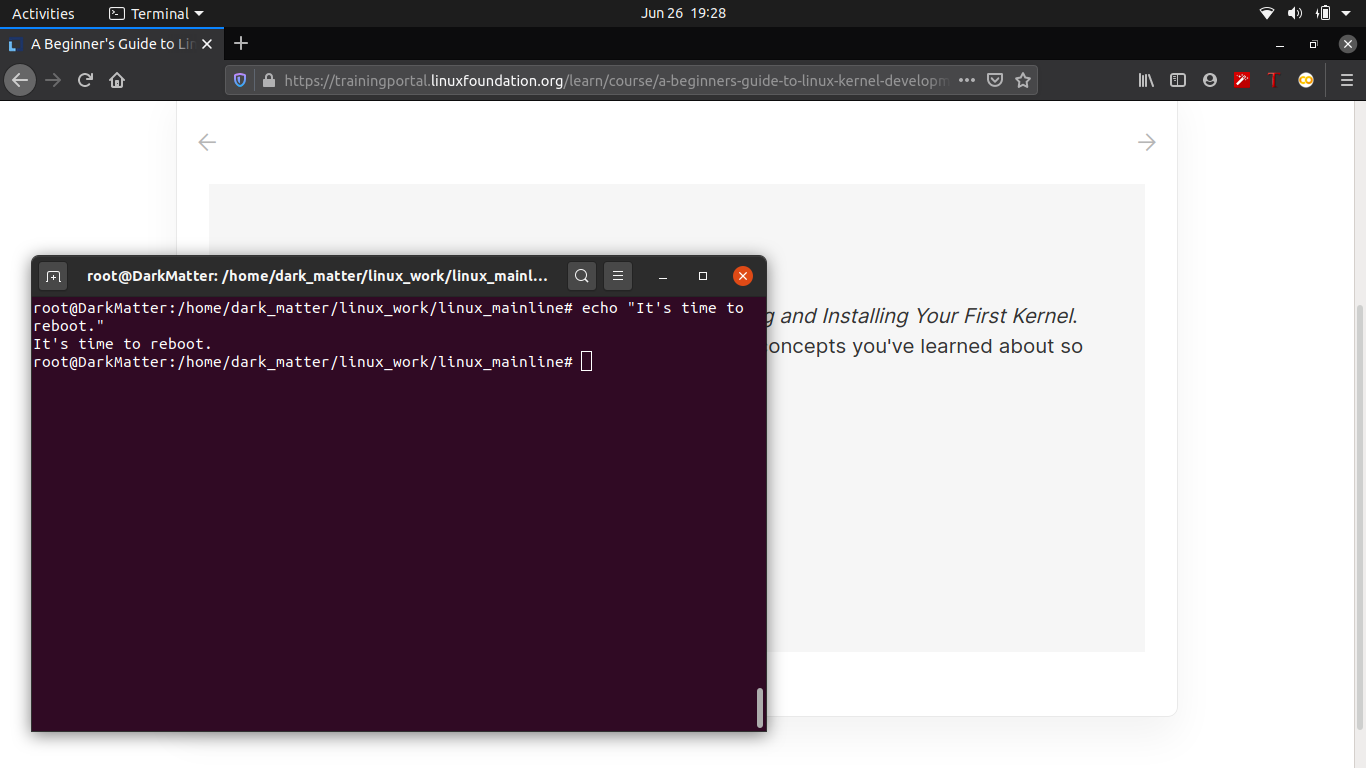 Activities
Terminal
Jun 26 19:28
A Beginner's Guide to Lin
https://trainingportal.linuxfoundation.org/learn/course/a-beginners-guide-to-linux-kernel-developm
root@DarkMatter: /home/dark_matter/linux_work/linux_mainl...
root@DarkMatter:/home/dark_matter/linux_work/linux_mainline# echo "It's time to
reboot."
It's time to reboot.
root@DarkMatter:/home/dark_matter/linux_work/linux_mainline#
g and Installing Your First Kernel.
oncepts you've learned about so